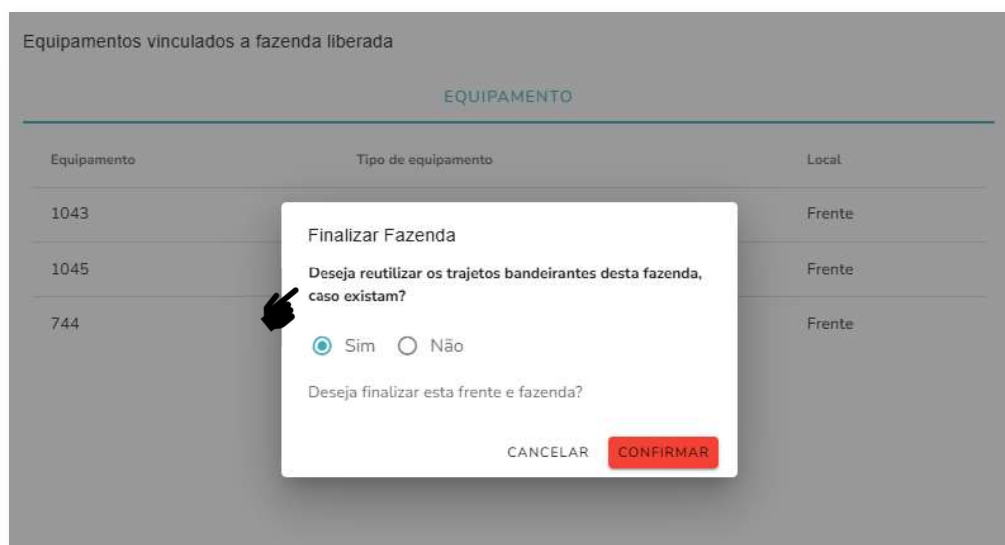 Equipamentos vinculados a fazenda liberada
EQUIPAMENTO
Equipamento Tipo de equipamento Local
1043 Frente
1045 Frente
744 Frente
Finalizar Fazenda
Deseja reutilizar os trajetos bandeirantes desta fazenda,
caso existam?
Sim Não
Deseja finalizar esta frente e fazenda?
CANCELAR CONFIRMAR